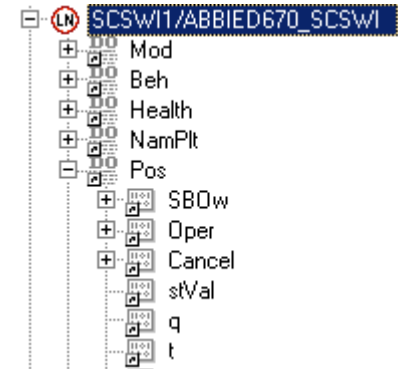 LN SCSWI1/ABBIED670_SCSWI
DO Mod
DO Beh
DO Health
DO NamPlt
DO Pos
SBOw
Oper
Cancel
stVal
q
t